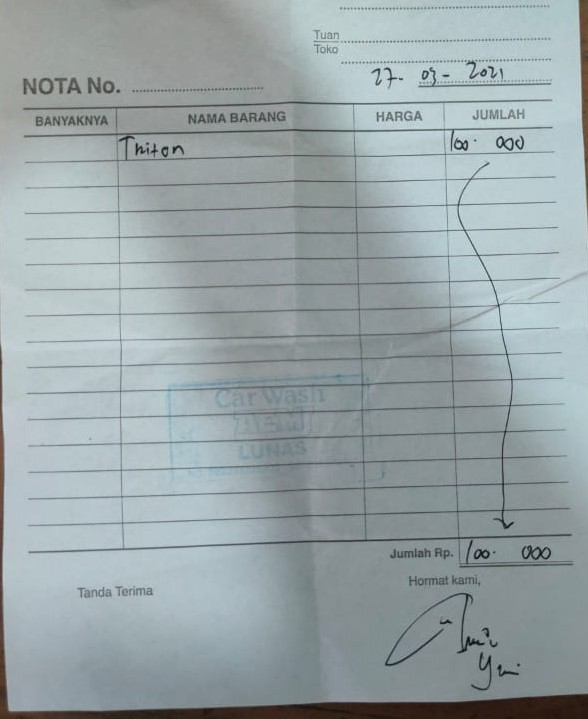 Tuan
Toko
27-03-2021
NOTA No.
BANYAKNYA NAMA BARANG HARGA JUMLAH
Triton 100.000
Car Wash
LUNAS
Jumlah Rp. 100.000
Tanda Terima Hormat kami,